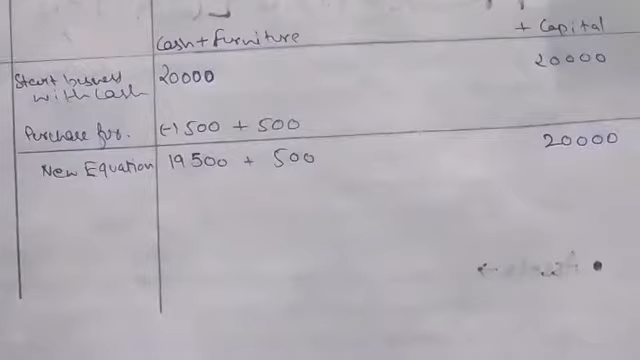 Cash + Furniture + Capital
Start business 20000 20000
with Cash
Purchase fur. (-) 500 + 500
New Equation 19500 + 500 20000